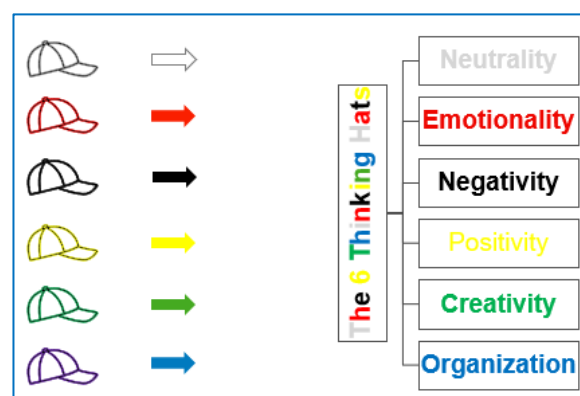 The 6 Thinking Hats
Neutrality
Emotionality
Negativity
Positivity
Creativity
Organization